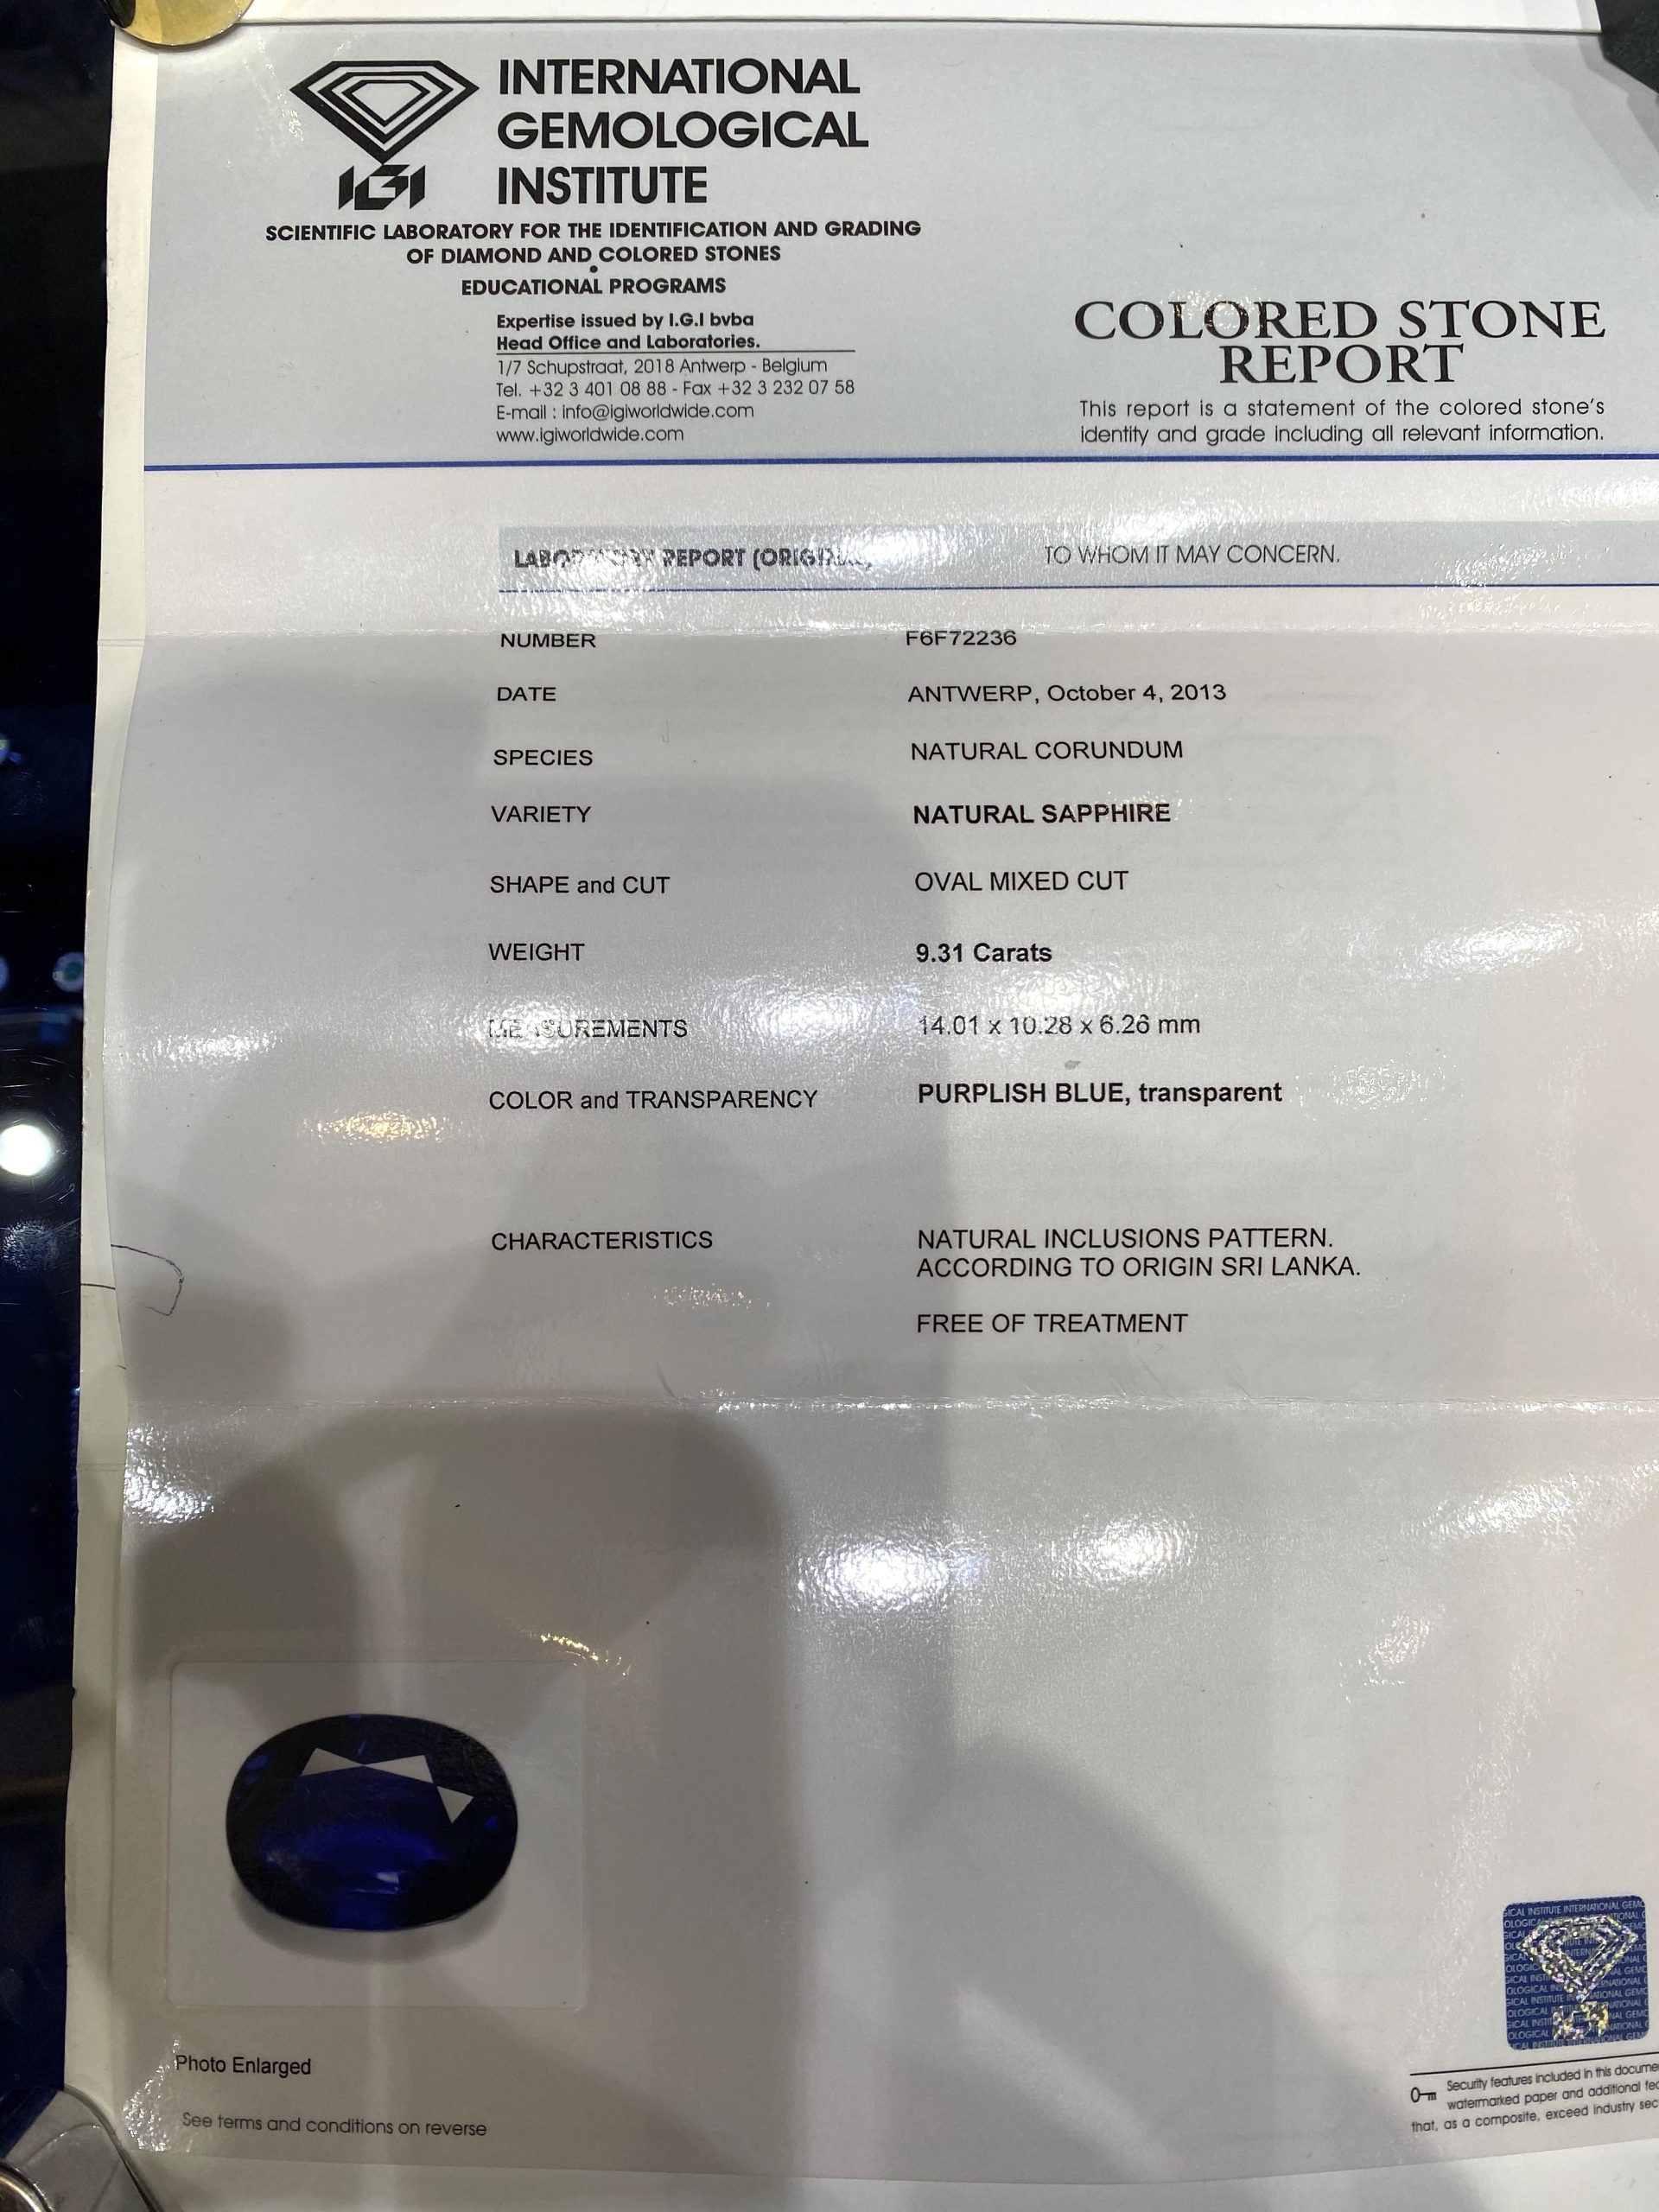 INTERNATIONAL
GEMOLOGICAL
INSTITUTE
IGI
SCIENTIFIC LABORATORY FOR THE IDENTIFICATION AND GRADING
OF DIAMOND AND COLORED STONES
EDUCATIONAL PROGRAMS
Expertise issued by I.G.I bvba
Head Office and Laboratories.
1/7 Schupstraat, 2018 Antwerp - Belgium
Tel. +32 3 401 08 88 - Fax +32 3 232 07 58
E-mail : info@igiworldwide.com
www.igiworldwide.com
COLORED STONE
REPORT
This report is a statement of the colored stone's
identity and grade including all relevant information.
LABORATORY REPORT (ORIGINAL) TO WHOM IT MAY CONCERN.
NUMBER F6F72236
DATE ANTWERP, October 4, 2013
SPECIES NATURAL CORUNDUM
VARIETY NATURAL SAPPHIRE
SHAPE and CUT OVAL MIXED CUT
WEIGHT 9.31 Carats
MEASUREMENTS 14.01 x 10.28 x 6.26 mm
COLOR and TRANSPARENCY PURPLISH BLUE, transparent
CHARACTERISTICS NATURAL INCLUSIONS PATTERN.
ACCORDING TO ORIGIN SRI LANKA.
FREE OF TREATMENT
Photo Enlarged
See terms and conditions on reverse
Security features included in this docume
watermarked paper and additional fea
that, as a composite, exceed industry sec